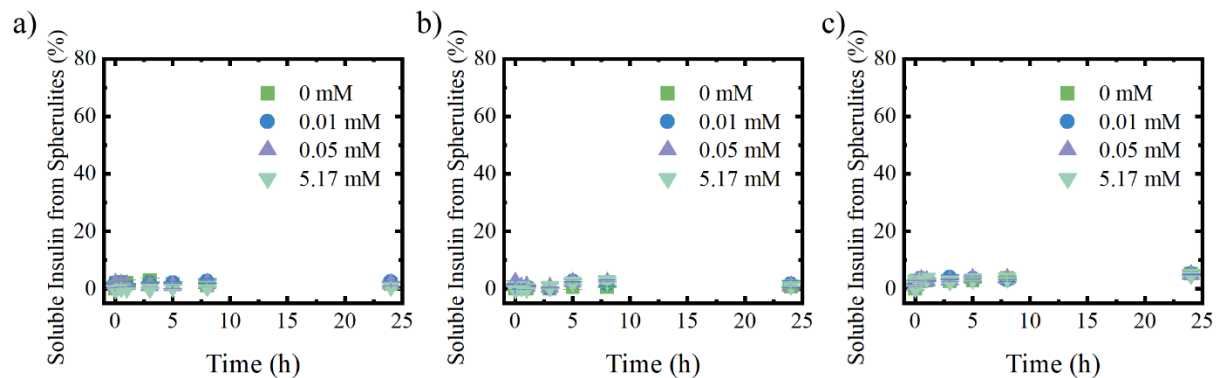 a)
Soluble Insulin from Spherulites (%)
80
60
40
20
0
0 mM
0.01 mM
0.05 mM
5.17 mM
0 5 10 15 20 25
Time (h)
b)
Soluble Insulin from Spherulites (%)
80
60
40
20
0
0 mM
0.01 mM
0.05 mM
5.17 mM
0 5 10 15 20 25
Time (h)
c)
Soluble Insulin from Spherulites (%)
80
60
40
20
0
0 mM
0.01 mM
0.05 mM
5.17 mM
0 5 10 15 20 25
Time (h)